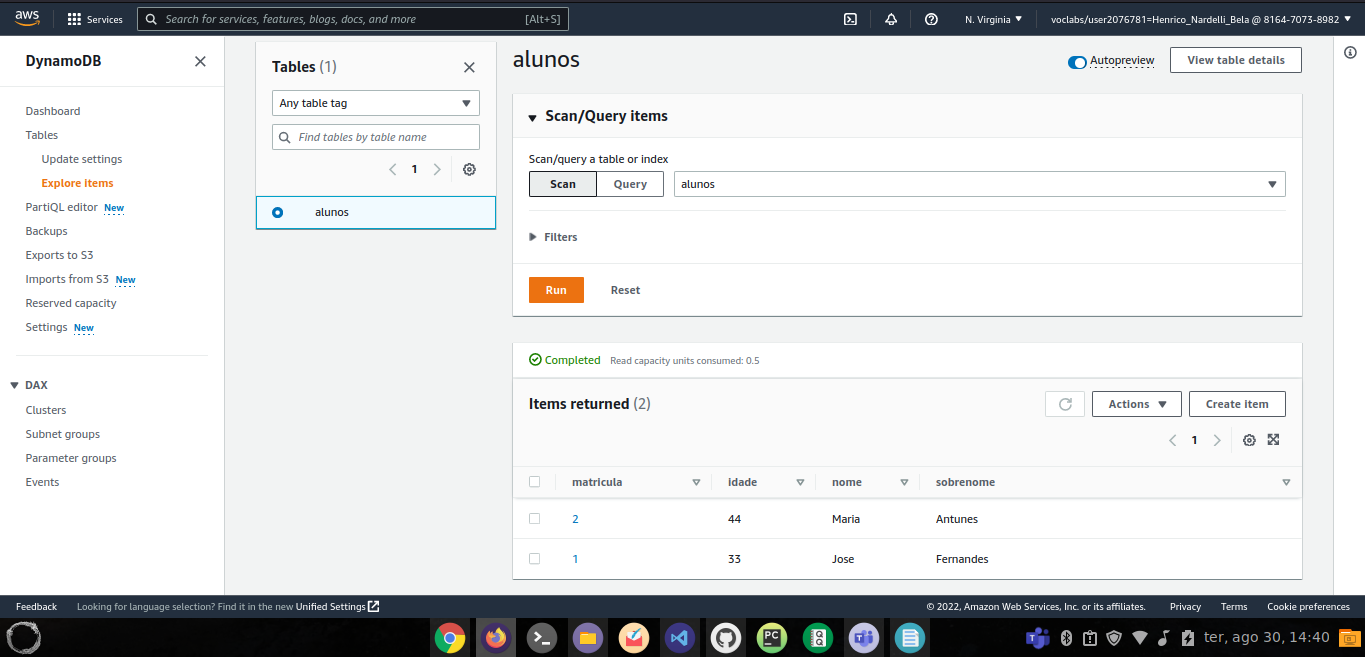 aws
Services
Search for services, features, blogs, docs, and more
[Alt+S]
N. Virginia
voclabs/user2076781=Henrico_Nardelli_Bela @ 8164-7073-8982
DynamoDB
Dashboard
Tables
Update settings
Explore items
PartiQL editor New
Backups
Exports to S3
Imports from S3 New
Reserved capacity
Settings New
DAX
Clusters
Subnet groups
Parameter groups
Events
Tables (1)
Any table tag
Find tables by table name
1
alunos
alunos
Autopreview
View table details
Scan/Query items
Scan/query a table or index
Scan
Query
alunos
Filters
Run
Reset
Completed
Read capacity units consumed: 0.5
Items returned (2)
Actions
Create item
1
matricula idade nome sobrenome
2 44 Maria Antunes
1 33 Jose Fernandes
Feedback
Looking for language selection? Find it in the new Unified Settings
© 2022, Amazon Web Services, Inc. or its affiliates.
Privacy
Terms
Cookie preferences
PC
ter, ago 30, 14:40